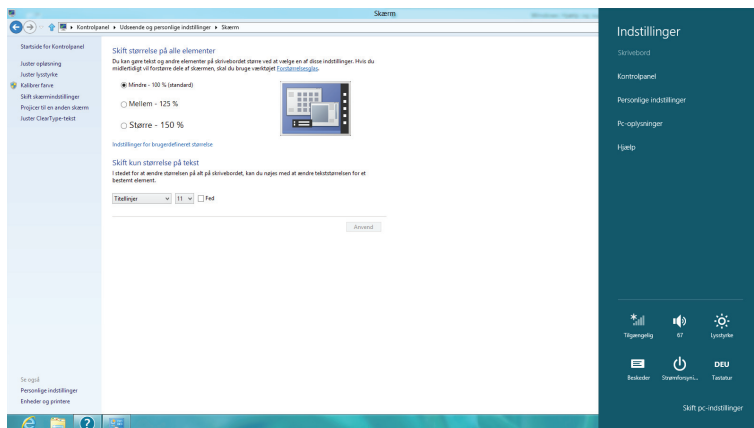 Skærm
Kontrolpanel ▸ Udseende og personlige indstillinger ▸ Skærm
Startside for Kontrolpanel
Juster opløsning
Juster lysstyrke
Kalibrer farve
Skift skærmindstillinger
Projicer til en anden skærm
Juster ClearType-tekst
Se også
Personlige indstillinger
Enheder og printere
Skift størrelse på alle elementer
Du kan gøre tekst og andre elementer på skrivebordet større ved at vælge en af disse indstillinger. Hvis du
midlertidigt vil forstørre dele af skærmen, skal du bruge værktøjet Forstørrelsesglas.
Mindre - 100 % (standard)
Mellem - 125 %
Større - 150 %
Indstillinger for brugerdefineret størrelse
Skift kun størrelse på tekst
I stedet for at ændre størrelsen på alt på skrivebordet, kan du nøjes med at ændre tekststørrelsen for et
bestemt element.
Titellinjer 11 Fed
Anvend
Indstillinger
Skrivebord
Kontrolpanel
Personlige indstillinger
Pc-oplysninger
Hjælp
Tilgængelig 67 Lysstyrke
DEU
Beskeder Strømforsyni... Tastatur
Skift pc-indstillinger